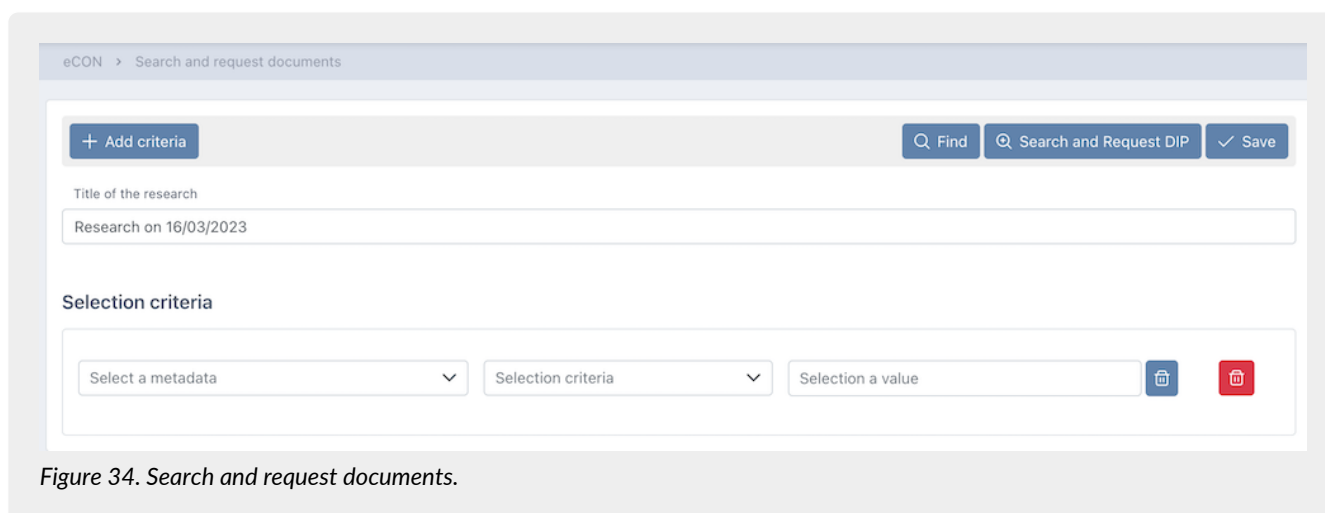 eCON > Search and request documents
+ Add criteria Find Search and Request DIP Save
Title of the research
Research on 16/03/2023
Selection criteria
Select a metadata Selection criteria Selection a value
Figure 34. Search and request documents.